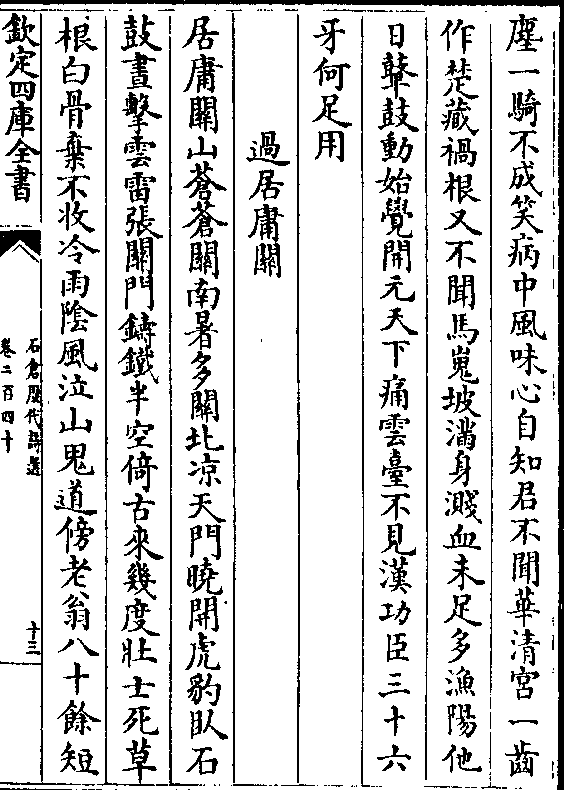 塵一騎不成笑病中風味心自知君不聞華清宮一齒
作楚藏禍根又不聞馬嵬坡滿身濺血未足多漁陽他
日鼙鼓動始覺開元天下痛雲臺不見漢功臣三十六
牙何足用
過居庸關
居庸關山蒼蒼關南暑多關北凉天門曉開虎豹臥石
鼓晝擊雲雷張關門鑄鐵半空倚古來幾度壯士死草
根白骨棄不收冷雨陰風泣山鬼道傍老翁八十餘短
欽定四庫全書
石倉歷代詩選
卷二百四十
十三